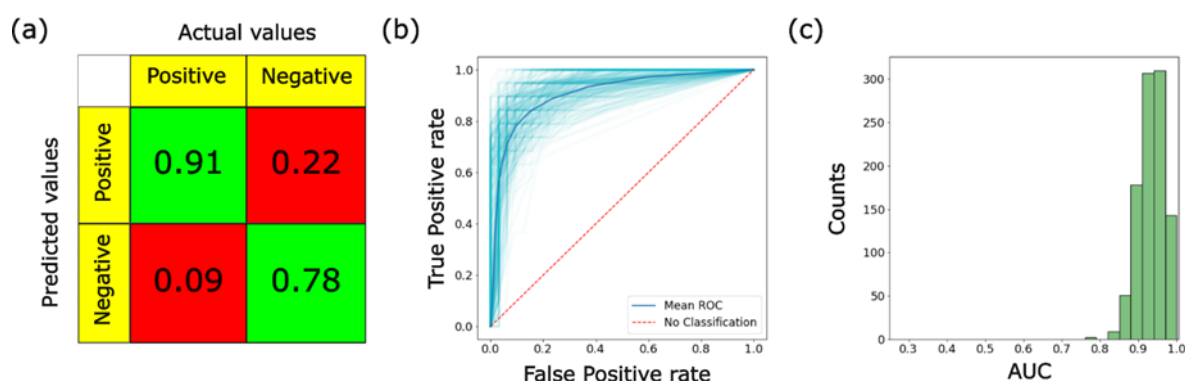 (a)
Actual values
Positive Negative
Predicted values
Positive
0.91 0.22
Negative
0.09 0.78
(b)
True Positive rate
1.0
0.8
0.6
0.4
0.2
0.0
Mean ROC
No Classification
0.0 0.2 0.4 0.6 0.8 1.0
False Positive rate
(c)
Counts
300
250
200
150
100
50
0
0.3 0.4 0.5 0.6 0.7 0.8 0.9 1.0
AUC